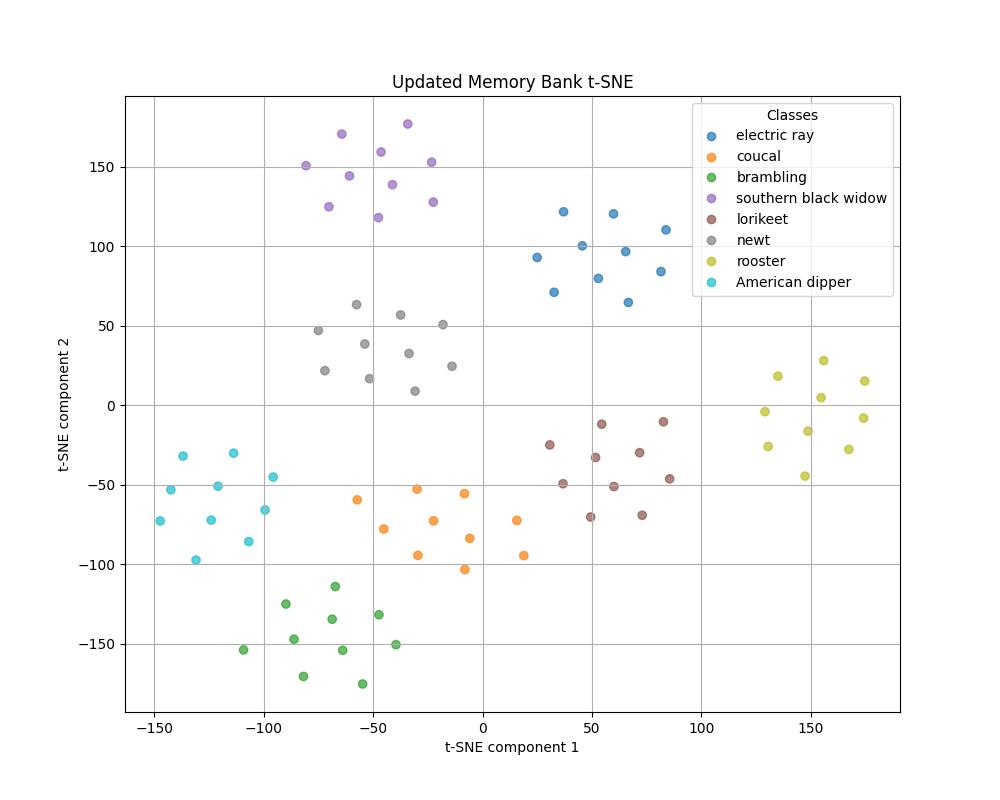 Updated Memory Bank t-SNE
Classes
electric ray
coucal
brambling
southern black widow
lorikeet
newt
rooster
American dipper
150
100
50
0
−50
−100
−150
t-SNE component 2
−150 −100 −50 0 50 100 150
t-SNE component 1